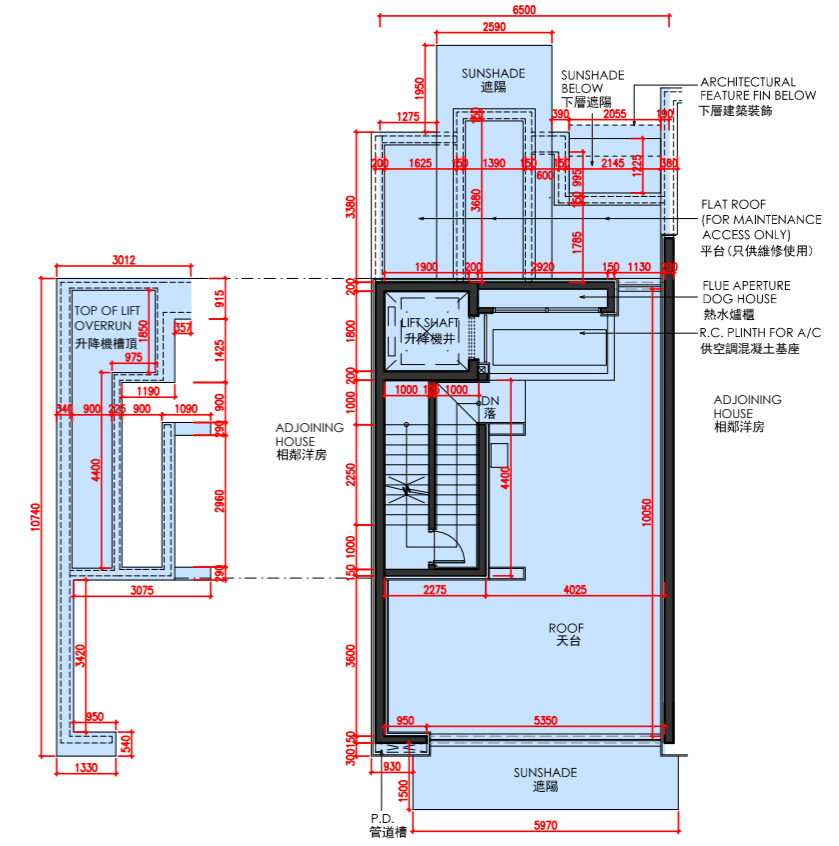 6500
2590
SUNSHADE
遮陽
1950
SUNSHADE
BELOW
下層遮陽
ARCHITECTURAL
FEATURE FIN BELOW
下層建築裝飾
1275
390
2055
190
200
1625
150
1390
150
600
150
2145
380
995
1225
150
3380
3680
1785
FLAT ROOF
(FOR MAINTENANCE
ACCESS ONLY)
平台(只供維修使用)
3012
1900
200
2920
150
1130
200
FLUE APERTURE
DOG HOUSE
熱水爐櫃
R.C. PLINTH FOR A/C
供空調混凝土基座
TOP OF LIFT
OVERRUN
升降機槽頂
1850
357
975
1190
915
1425
900
290
2960
290
340
900
225
900
1090
4400
10740
3075
3420
950
540
1330
200
1800
200
1000
2250
1000
150
3600
150
300
LIFT SHAFT
升降機井
1000
1000
DN
落
ADJOINING
HOUSE
相鄰洋房
ADJOINING
HOUSE
相鄰洋房
4400
10050
2275
4025
ROOF
天台
950
5350
930
1500
SUNSHADE
遮陽
P.D.
管道槽
5970